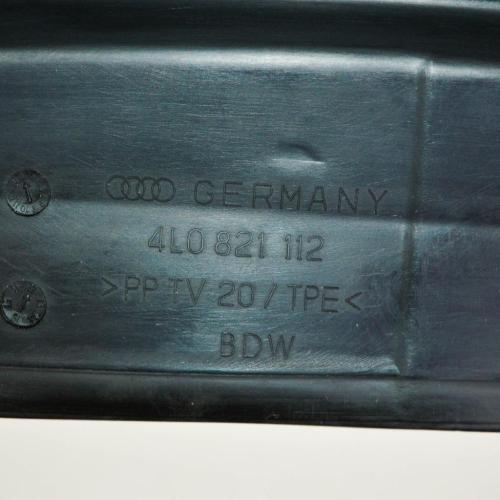 GERMANY
4L0 821 112
>PP TV 20 / TPE<
BDW